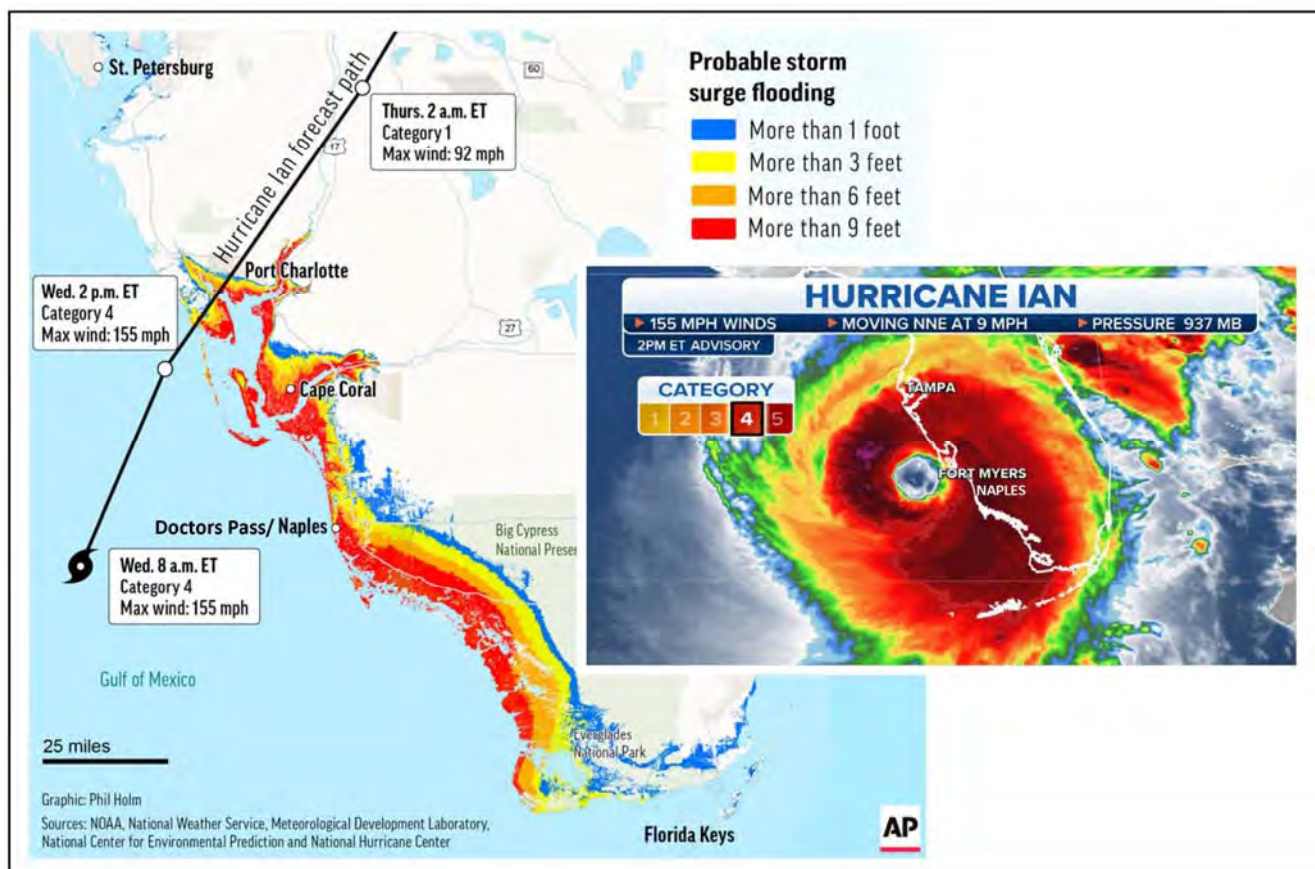 St. Petersburg
60
Hurricane Ian forecast path
Thurs. 2 a.m. ET
Category 1
Max wind: 92 mph
17
Probable storm
surge flooding
More than 1 foot
More than 3 feet
More than 6 feet
More than 9 feet
Port Charlotte
Wed. 2 p.m. ET
Category 4
Max wind: 155 mph
27
Cape Coral
Doctors Pass/ Naples
Big Cypress
National Prese
Wed. 8 a.m. ET
Category 4
Max wind: 155 mph
Gulf of Mexico
25 miles
Everglades
National Park
Florida Keys
Graphic: Phil Holm
Sources: NOAA, National Weather Service, Meteorological Development Laboratory,
National Center for Environmental Prediction and National Hurricane Center
AP
HURRICANE IAN
155 MPH WINDS MOVING NNE AT 9 MPH PRESSURE 937 MB
2PM ET ADVISORY
CATEGORY
1 2 3 4 5
TAMPA
FORT MYERS
NAPLES